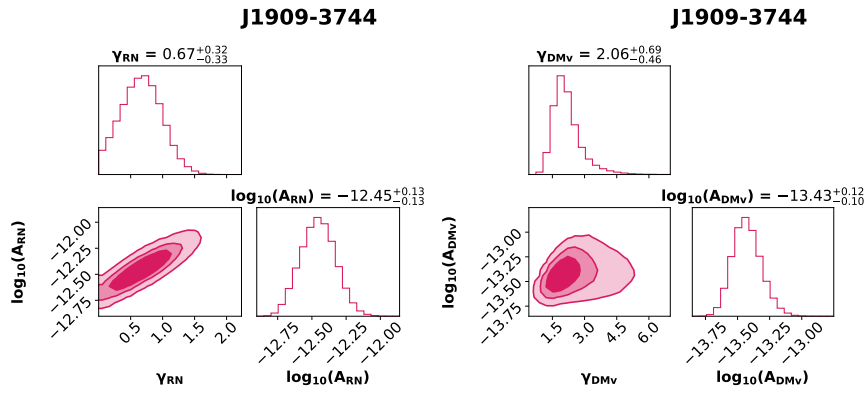 J1909-3744
γRN = 0.67+0.32−0.33
log10(ARN) = −12.45+0.13−0.13
log10(ARN)
−12.00
−12.25
−12.50
−12.75
0.5 1.0 1.5 2.0
γRN
−12.75 −12.50 −12.25 −12.00
log10(ARN)
J1909-3744
γDMv = 2.06+0.69−0.46
log10(ADMv) = −13.43+0.12−0.10
log10(ADMv)
−13.00
−13.25
−13.50
−13.75
1.5 3.0 4.5 6.0
γDMv
−13.75 −13.50 −13.25 −13.00
log10(ADMv)